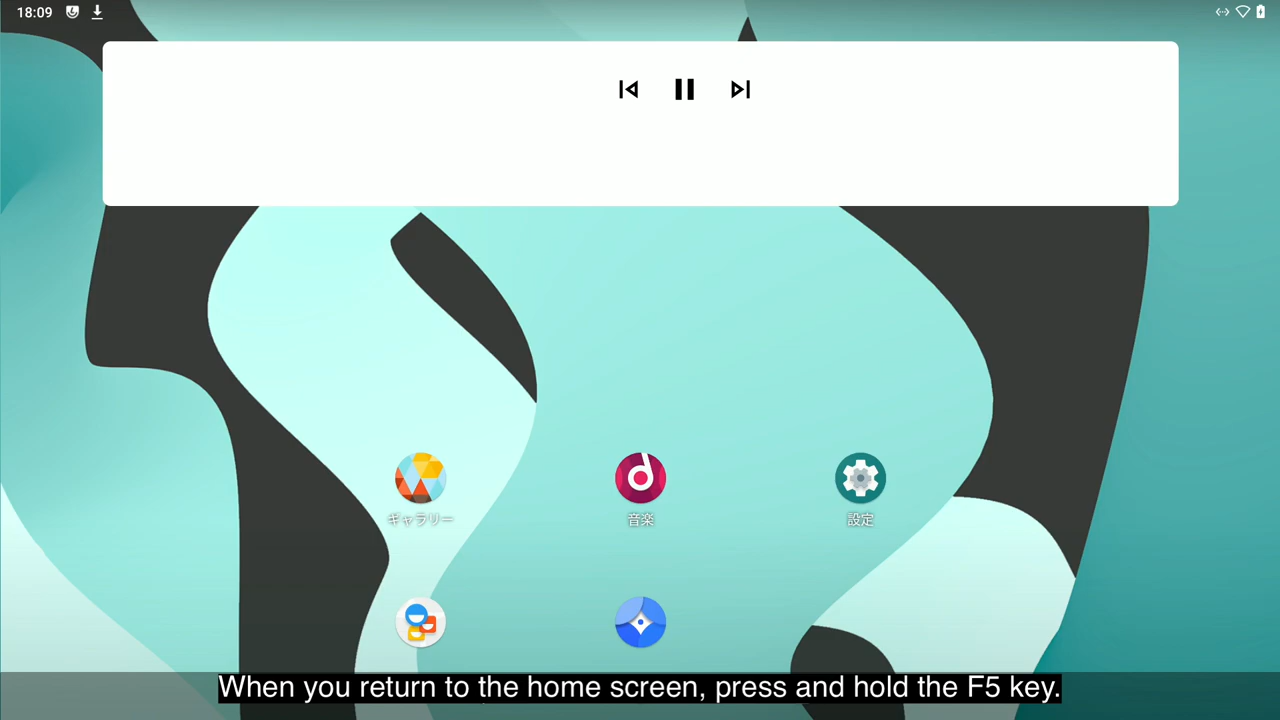 18:09
ギャラリー
音楽
設定
When you return to the home screen, press and hold the F5 key.